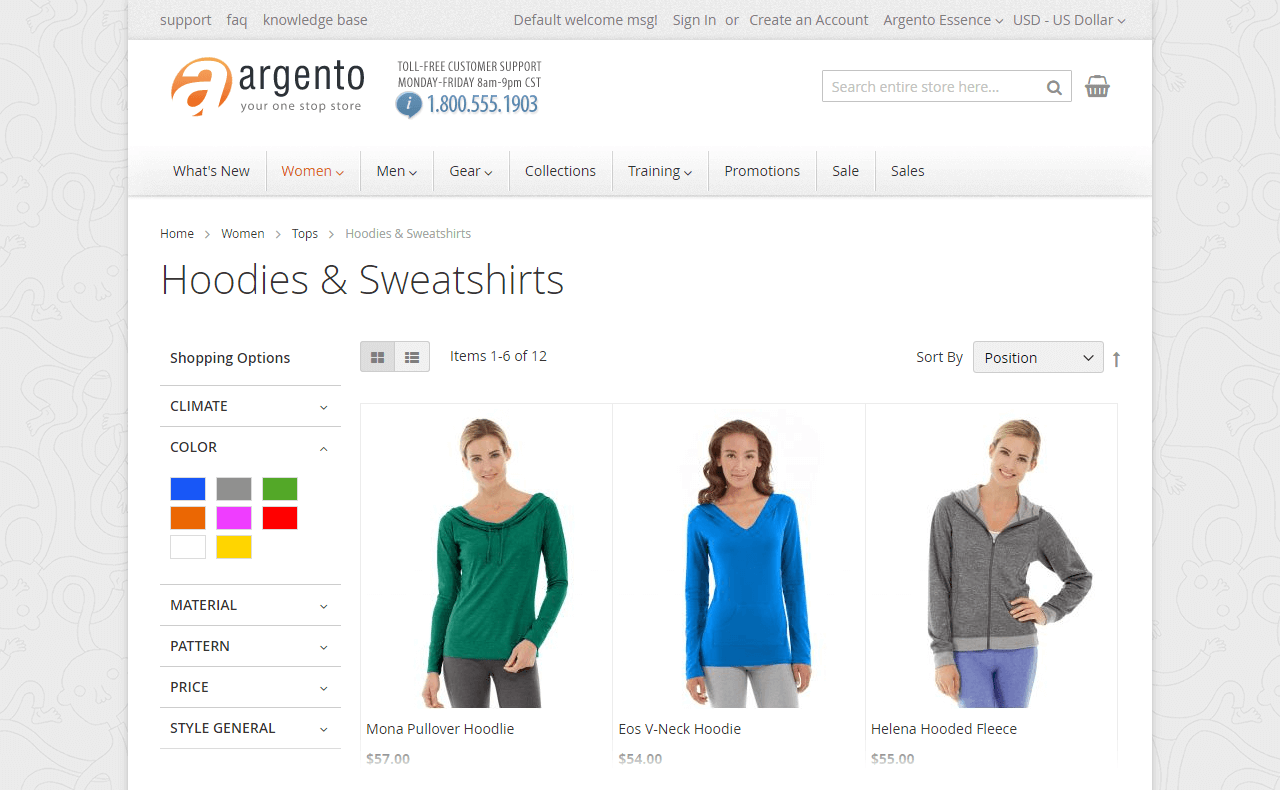 support faq knowledge base Default welcome msg! Sign In or Create an Account Argento Essence USD - US Dollar
argento
your one stop store
TOLL-FREE CUSTOMER SUPPORT
MONDAY-FRIDAY 8am-9pm CST
i 1.800.555.1903
Search entire store here...
What's New Women Men Gear Collections Training Promotions Sale Sales
Home > Women > Tops > Hoodies & Sweatshirts
Hoodies & Sweatshirts
Shopping Options
CLIMATE
COLOR
MATERIAL
PATTERN
PRICE
STYLE GENERAL
Items 1-6 of 12 Sort By Position
Mona Pullover Hoodlie Eos V-Neck Hoodie Helena Hooded Fleece
$57.00 $54.00 $55.00